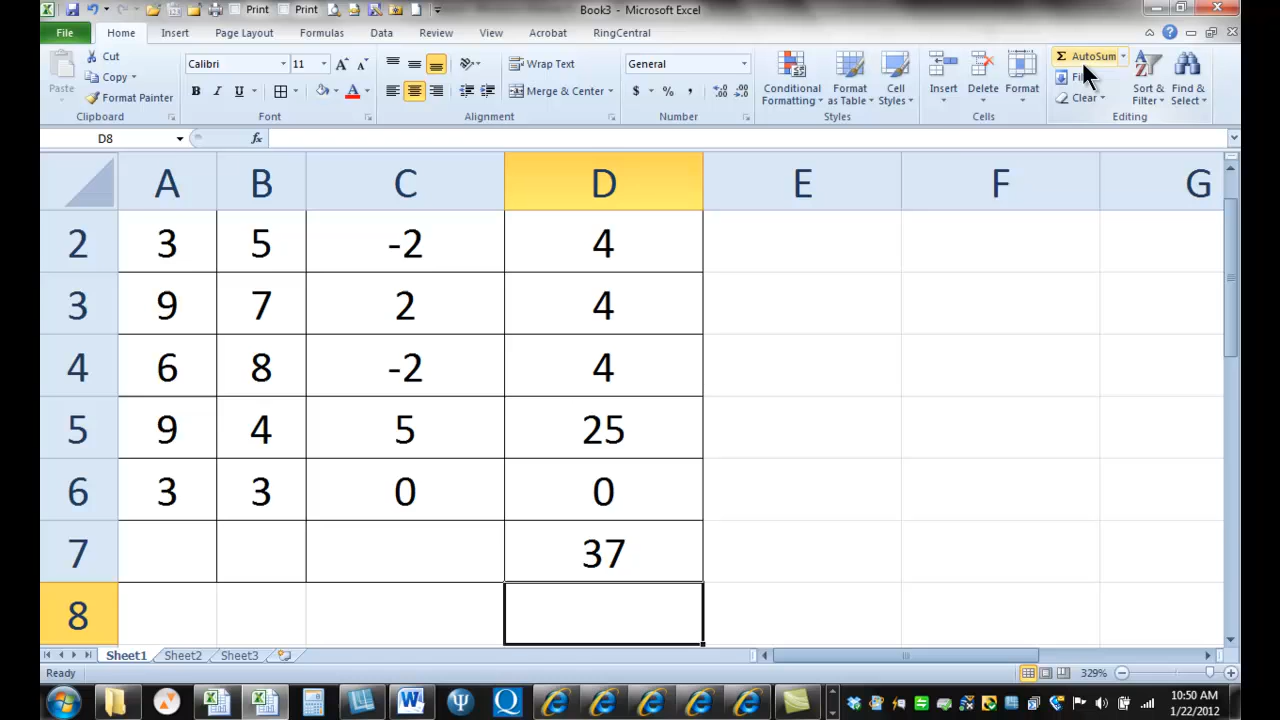 Print Print Book3 - Microsoft Excel
File Home Insert Page Layout Formulas Data Review View Acrobat RingCentral
Paste Cut Copy Format Painter Clipboard
Calibri 11 B I U A Font
Wrap Text Merge & Center Alignment
General $ % , Number
Conditional Formatting Format as Table Cell Styles Styles
Insert Delete Format Cells
Σ AutoSum Clear Sort & Filter Find & Select Editing
D8 fx
A B C D E F G
2 3 5 -2 4
3 9 7 2 4
4 6 8 -2 4
5 9 4 5 25
6 3 3 0 0
7 37
8
Sheet1 Sheet2 Sheet3
Ready 329%
10:50 AM
1/22/2012